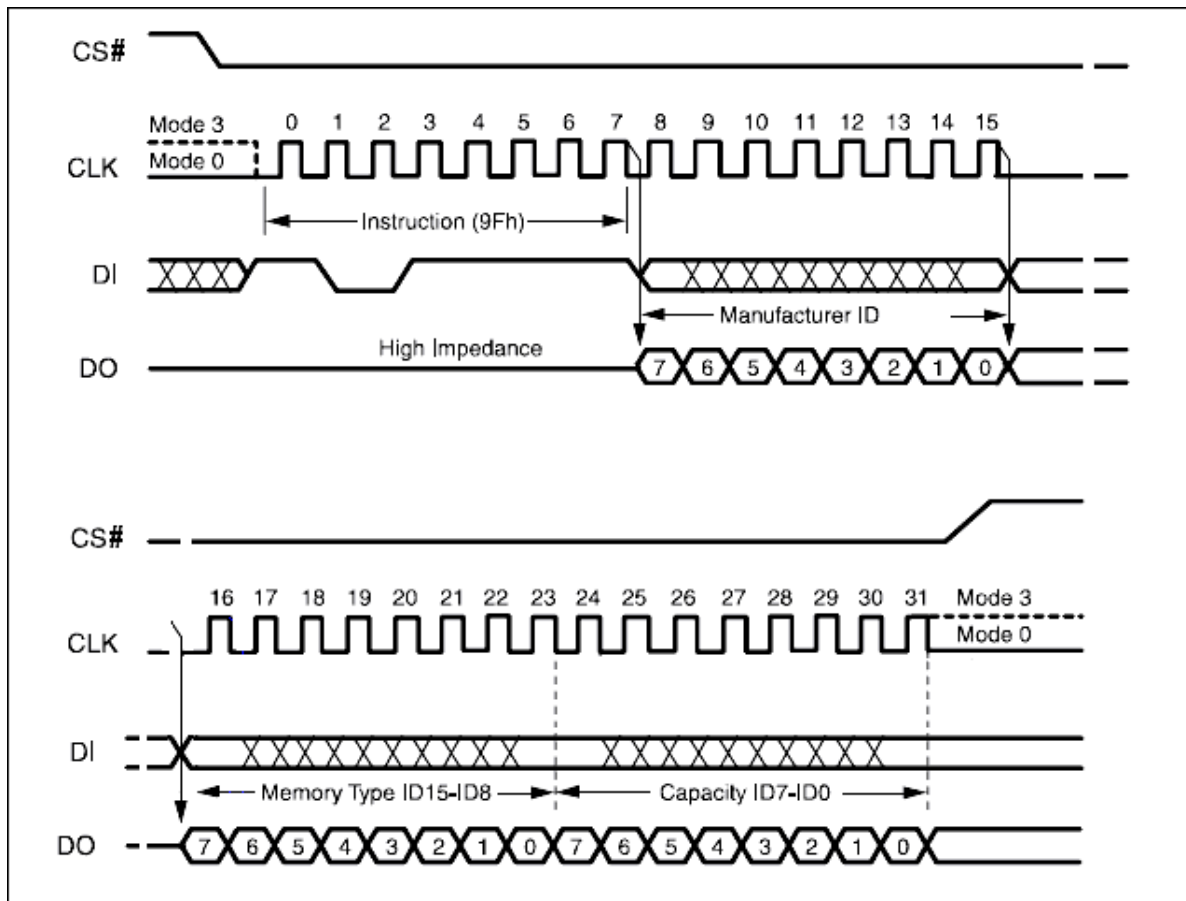 CS#
Mode 3
0 1 2 3 4 5 6 7 8 9 10 11 12 13 14 15
Mode 0
CLK
Instruction (9Fh)
DI
Manufacturer ID
High Impedance
DO
7 6 5 4 3 2 1 0
CS#
16 17 18 19 20 21 22 23 24 25 26 27 28 29 30 31
Mode 3
CLK
Mode 0
DI
Memory Type ID15-ID8
Capacity ID7-ID0
DO
7 6 5 4 3 2 1 0 7 6 5 4 3 2 1 0